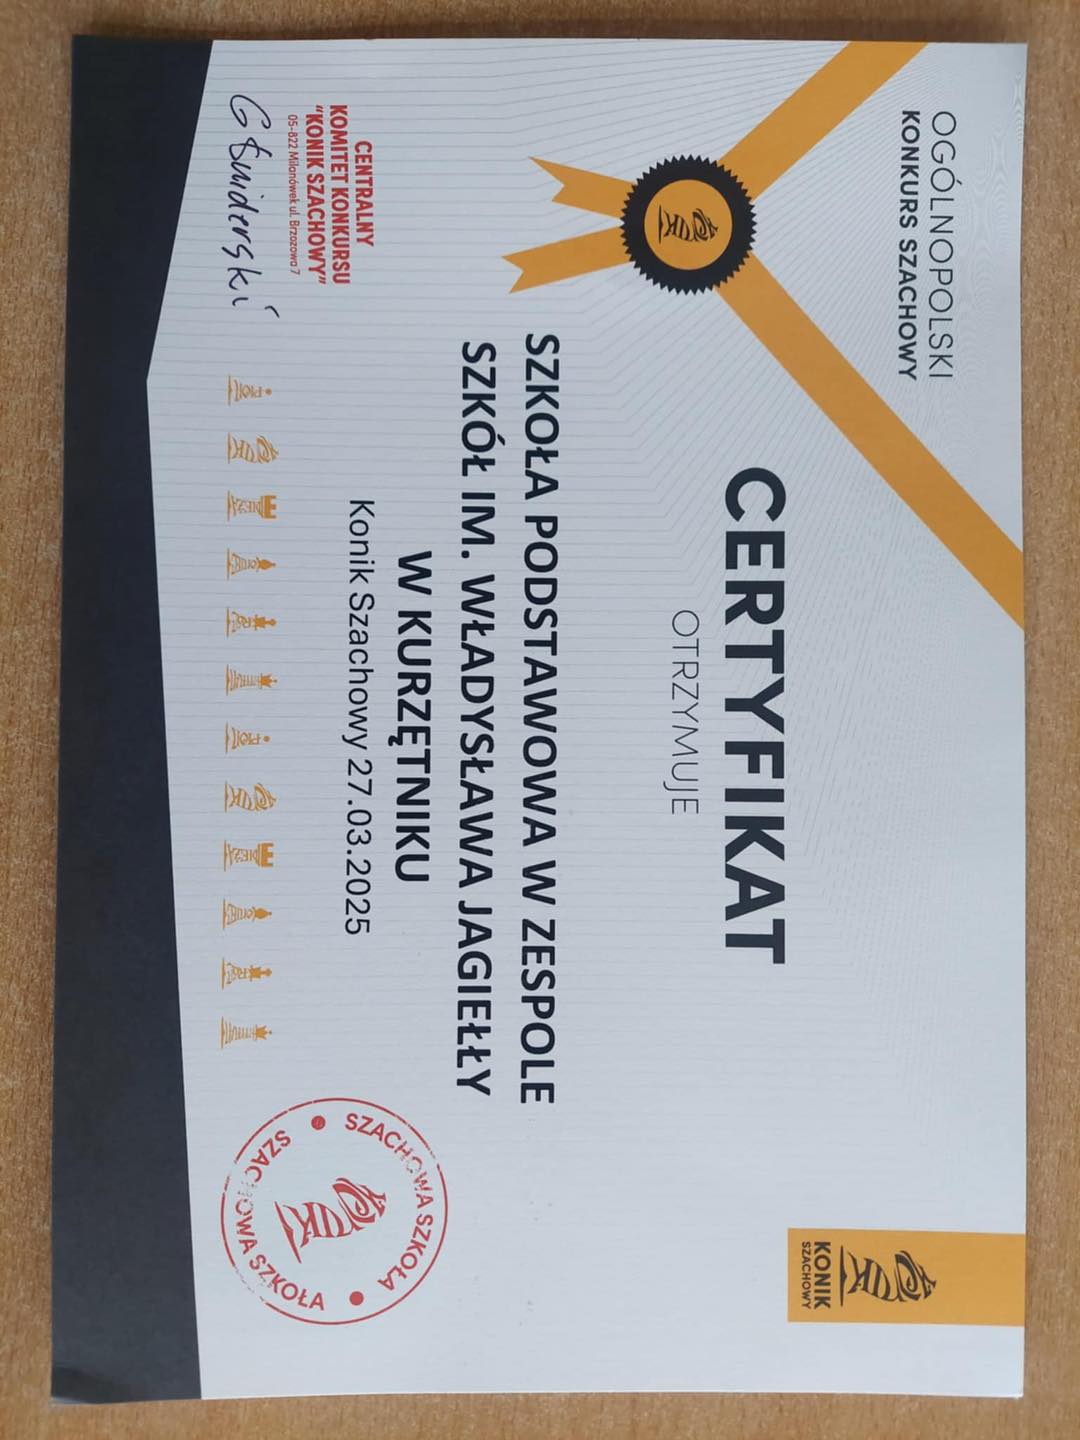 OGÓLNOPOLSKI
KONKURS SZACHOWY
KONIK
SZACHOWY
CERTYFIKAT
OTRZYMUJE
SZKOŁA PODSTAWOWA W ZESPOLE
SZKÓŁ IM. WŁADYSŁAWA JAGIEŁŁY
W KURZĘTNIKU
Konik Szachowy 27.03.2025
CENTRALNY
KOMITET KONKURSU
"KONIK SZACHOWY"
05-822 Milanówek ul. Brzozowa 7
SZACHOWA SZKOŁA
SZACHOWA SZKOŁA